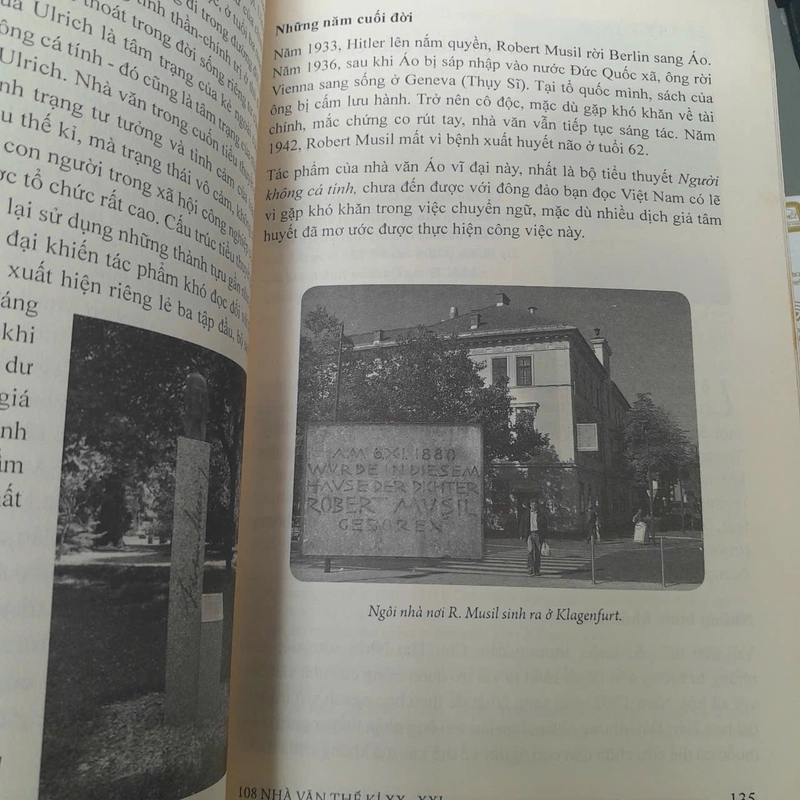 Ulrich là tâm trạng của kẻ
ông cá tính - đó cũng là tâm trạng của
Ulrich. Nhà văn trong cuốn tiểu thuyết
trạng tư tưởng và tình cảm của
thế kỉ, mà trạng thái vô cảm,
con người trong xã hội công nghiệp
tổ chức rất cao. Cấu trúc tiểu thuyết
lại sử dụng những thành tựu gần
đại khiến tác phẩm khó đọc đối với
xuất hiện riêng lẻ ba tập đầu, bị
khi
dư
giá
Những năm cuối đời
Năm 1933, Hitler lên nắm quyền, Robert Musil rời Berlin sang Áo.
Năm 1936, sau khi Áo bị sáp nhập vào nước Đức Quốc xã, ông rời
Vienna sang sống ở Geneva (Thụy Sĩ). Tại tổ quốc mình, sách của
ông bị cấm lưu hành. Trở nên cô độc, mặc dù gặp khó khăn về tài
chính, mắc chứng co rút tay, nhà văn vẫn tiếp tục sáng tác. Năm
1942, Robert Musil mất vì bệnh xuất huyết não ở tuổi 62.
Tác phẩm của nhà văn Áo vĩ đại này, nhất là bộ tiểu thuyết Người
không cá tính, chưa đến được với đông đảo bạn đọc Việt Nam có lẽ
vì gặp khó khăn trong việc chuyển ngữ, mặc dù nhiều dịch giả tâm
huyết đã mơ ước được thực hiện công việc này.
AM 6.XI.1880
WURDE IN DIESEM
HAUSE DER DICHTER
ROBERT MUSIL
GEBOREN
Ngôi nhà nơi R. Musil sinh ra ở Klagenfurt.
108 NHÀ VĂN THẾ KỈ XX - XXI
135